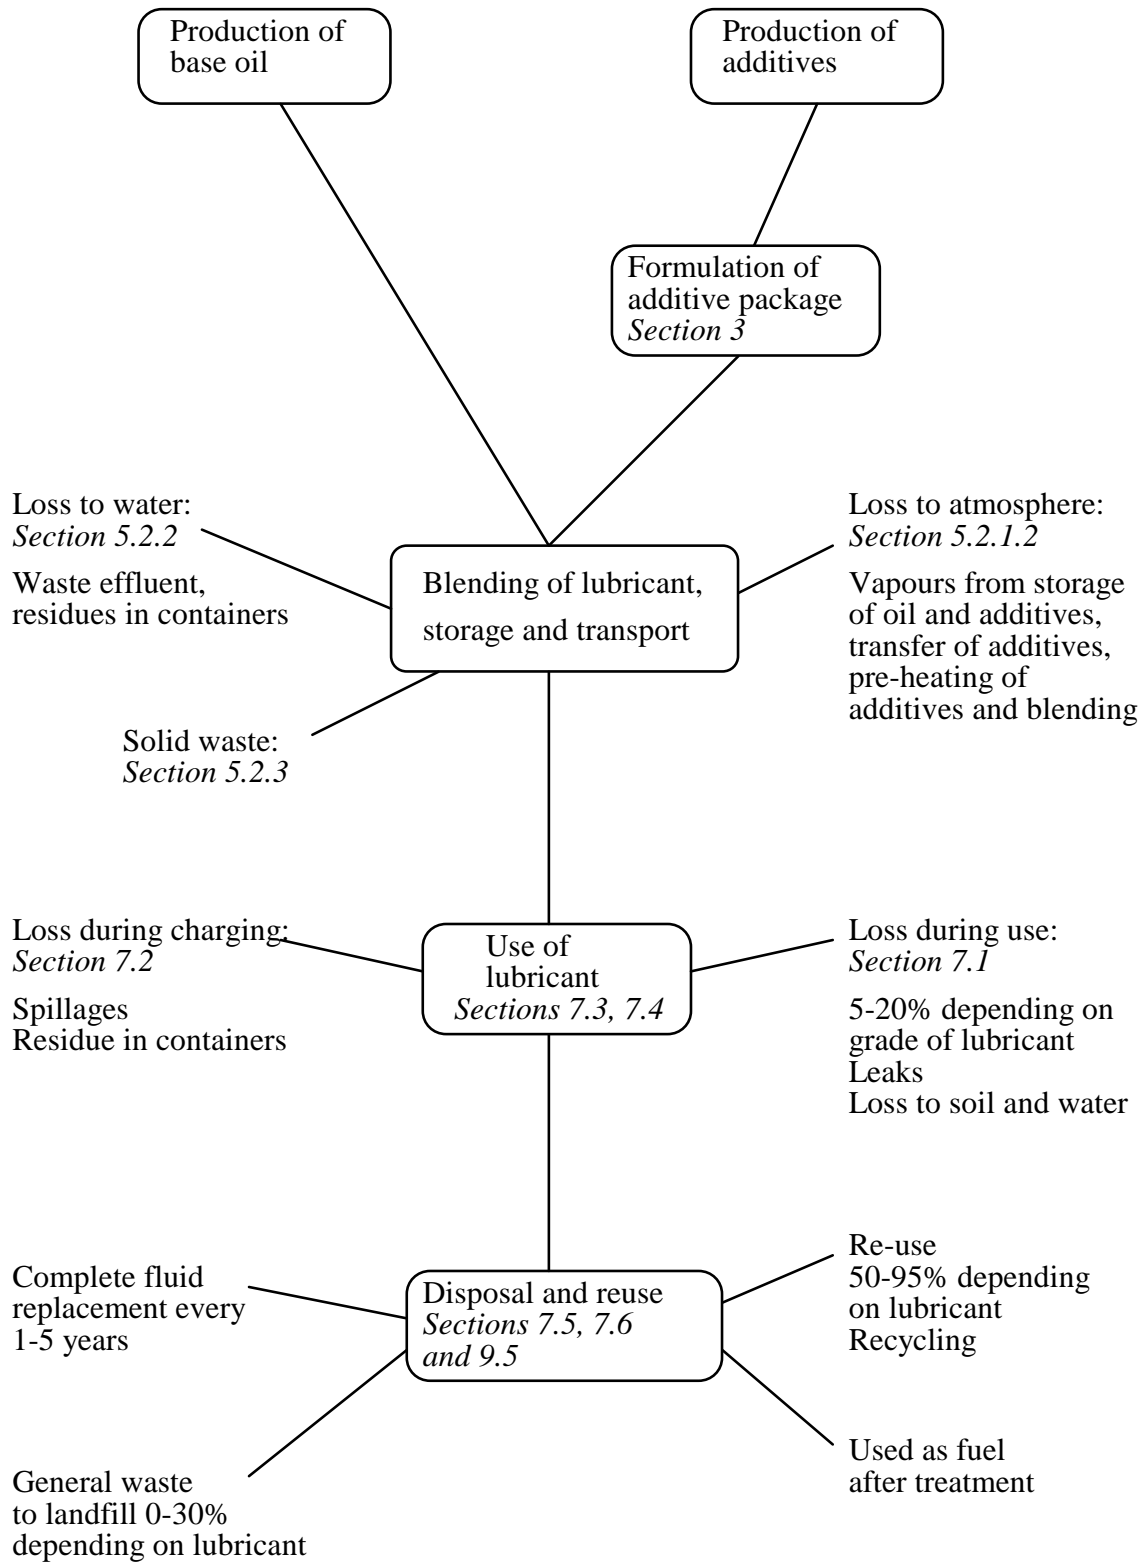 Production of
base oil
Production of
additives
Formulation of
additive package
Section 3
Loss to water:
Section 5.2.2
Waste effluent,
residues in containers
Blending of lubricant,
storage and transport
Loss to atmosphere:
Section 5.2.1.2
Vapours from storage
of oil and additives,
transfer of additives,
pre-heating of
additives and blending
Solid waste:
Section 5.2.3
Loss during charging:
Section 7.2
Spillages
Residue in containers
Use of
lubricant
Sections 7.3, 7.4
Loss during use:
Section 7.1
5-20% depending on
grade of lubricant
Leaks
Loss to soil and water
Complete fluid
replacement every
1-5 years
Disposal and reuse
Sections 7.5, 7.6
and 9.5
Re-use
50-95% depending
on lubricant
Recycling
General waste
to landfill 0-30%
depending on lubricant
Used as fuel
after treatment